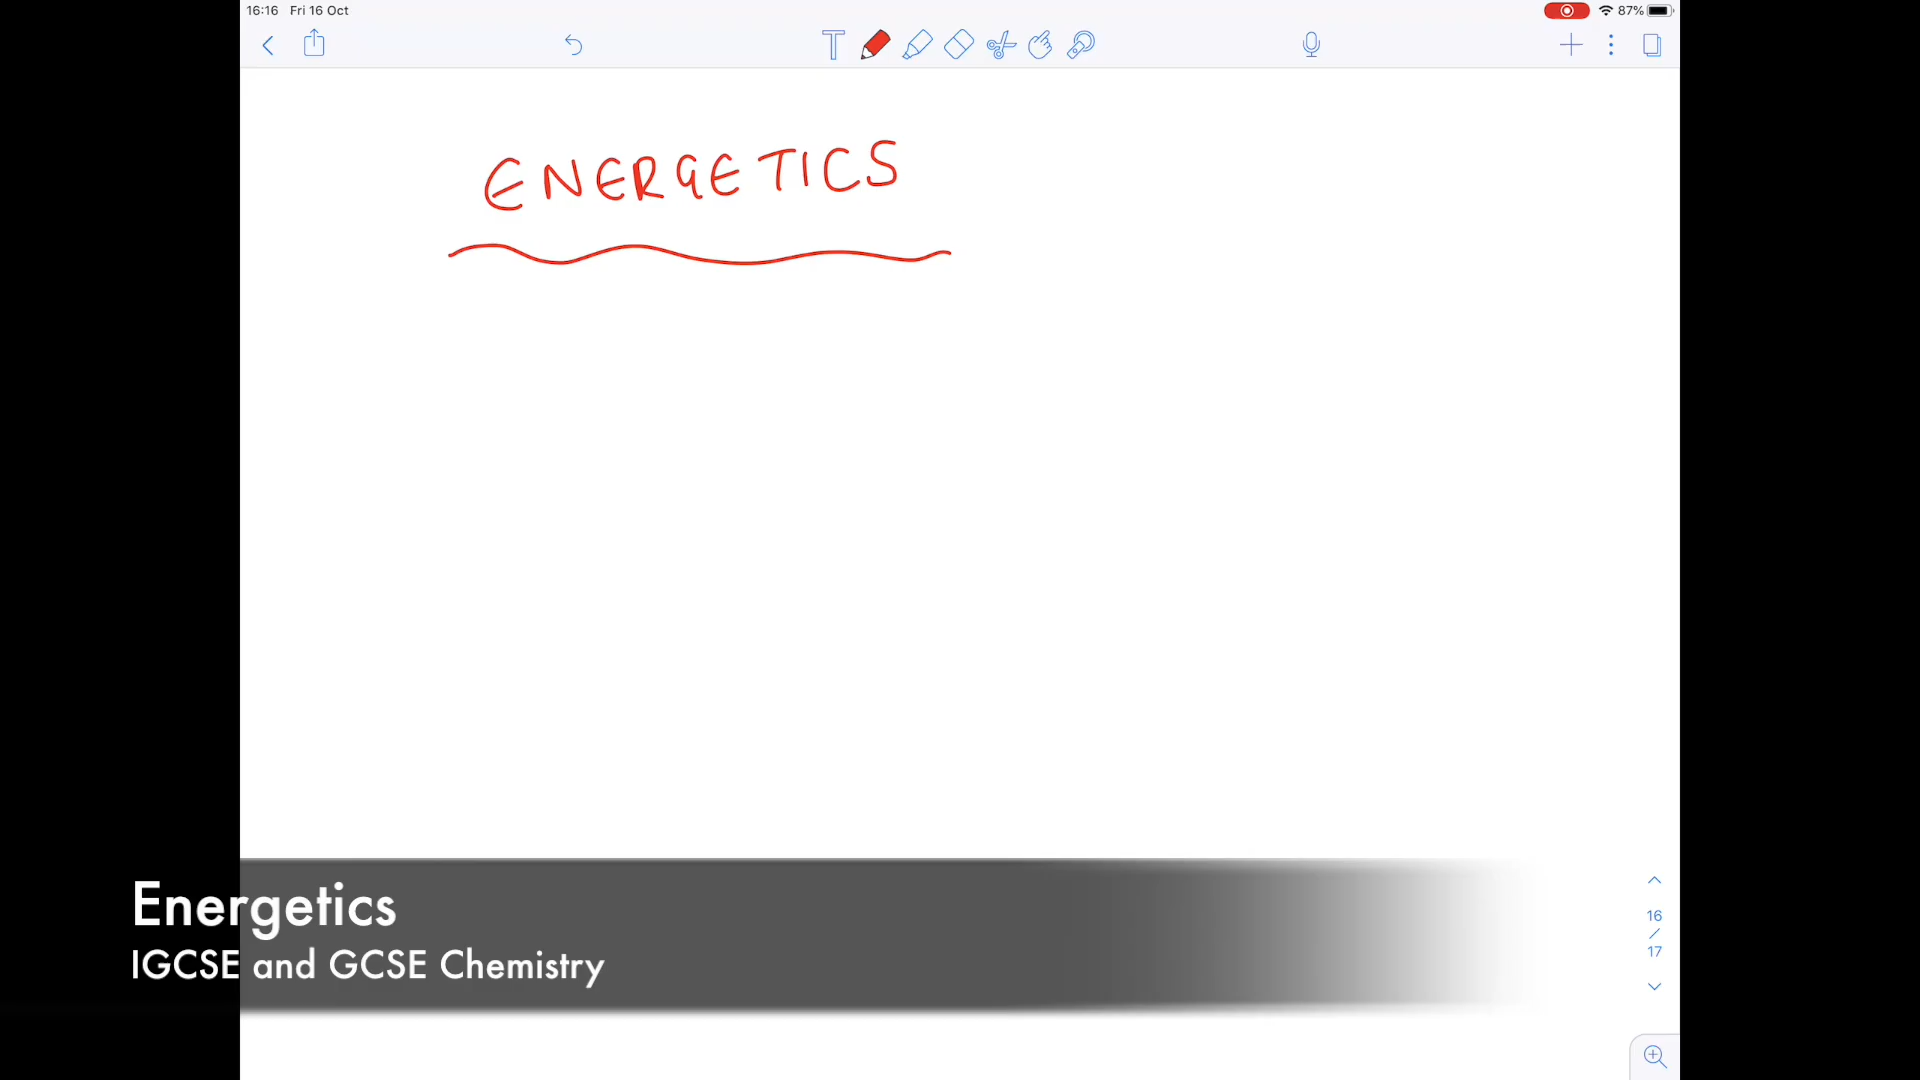 16:16 Fri 16 Oct 87%
T
ENERGETICS
Energetics
IGCSE and GCSE Chemistry
16
17